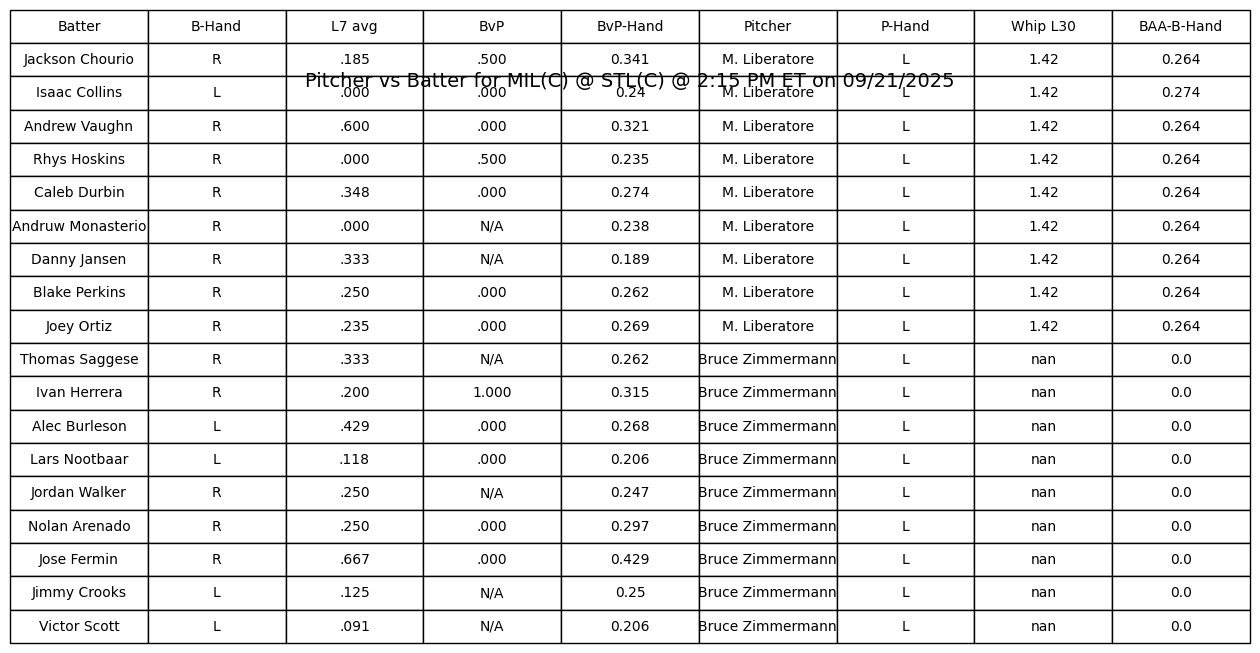 Batter B-Hand L7 avg BvP BvP-Hand Pitcher P-Hand Whip L30 BAA-B-Hand
Jackson Chourio R .185 .500 0.341 M. Liberatore L 1.42 0.264
Pitcher vs Batter for MIL(C) @ STL(C) @ 2:15 PM ET on 09/21/2025
Isaac Collins L .000 .000 0.24 M. Liberatore L 1.42 0.274
Andrew Vaughn R .600 .000 0.321 M. Liberatore L 1.42 0.264
Rhys Hoskins R .000 .500 0.235 M. Liberatore L 1.42 0.264
Caleb Durbin R .348 .000 0.274 M. Liberatore L 1.42 0.264
Andruw Monasterio R .000 N/A 0.238 M. Liberatore L 1.42 0.264
Danny Jansen R .333 N/A 0.189 M. Liberatore L 1.42 0.264
Blake Perkins R .250 .000 0.262 M. Liberatore L 1.42 0.264
Joey Ortiz R .235 .000 0.269 M. Liberatore L 1.42 0.264
Thomas Saggese R .333 N/A 0.262 Bruce Zimmermann L nan 0.0
Ivan Herrera R .200 1.000 0.315 Bruce Zimmermann L nan 0.0
Alec Burleson L .429 .000 0.268 Bruce Zimmermann L nan 0.0
Lars Nootbaar L .118 .000 0.206 Bruce Zimmermann L nan 0.0
Jordan Walker R .250 N/A 0.247 Bruce Zimmermann L nan 0.0
Nolan Arenado R .250 .000 0.297 Bruce Zimmermann L nan 0.0
Jose Fermin R .667 .000 0.429 Bruce Zimmermann L nan 0.0
Jimmy Crooks L .125 N/A 0.25 Bruce Zimmermann L nan 0.0
Victor Scott L .091 N/A 0.206 Bruce Zimmermann L nan 0.0